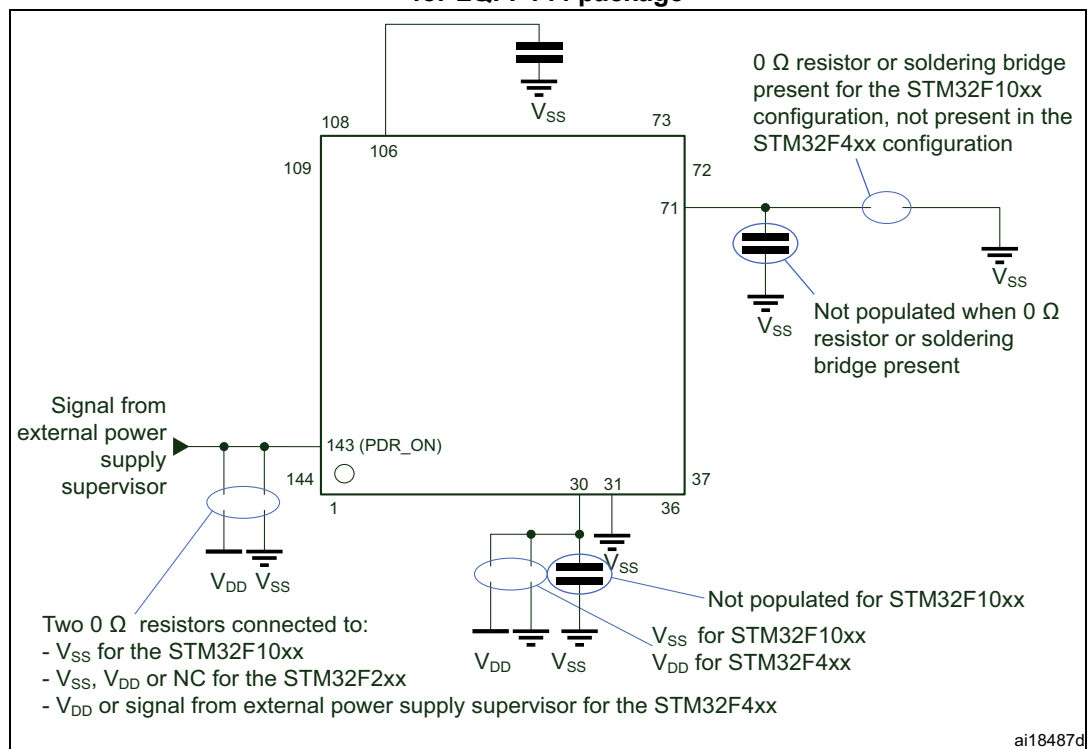 108
73
106
109
72
71
V_SS
0 Ω resistor or soldering bridge
present for the STM32F10xx
configuration, not present in the
STM32F4xx configuration
V_SS
V_SS
Not populated when 0 Ω
resistor or soldering
bridge present
Signal from
external power
supply
supervisor
143 (PDR_ON)
144
1
30
31
37
36
V_SS
V_DD
V_SS
Not populated for STM32F10xx
V_SS for STM32F10xx
V_DD for STM32F4xx
V_DD
V_SS
Two 0 Ω resistors connected to:
- V_SS for the STM32F10xx
- V_SS, V_DD or NC for the STM32F2xx
- V_DD or signal from external power supply supervisor for the STM32F4xx
ai18487d